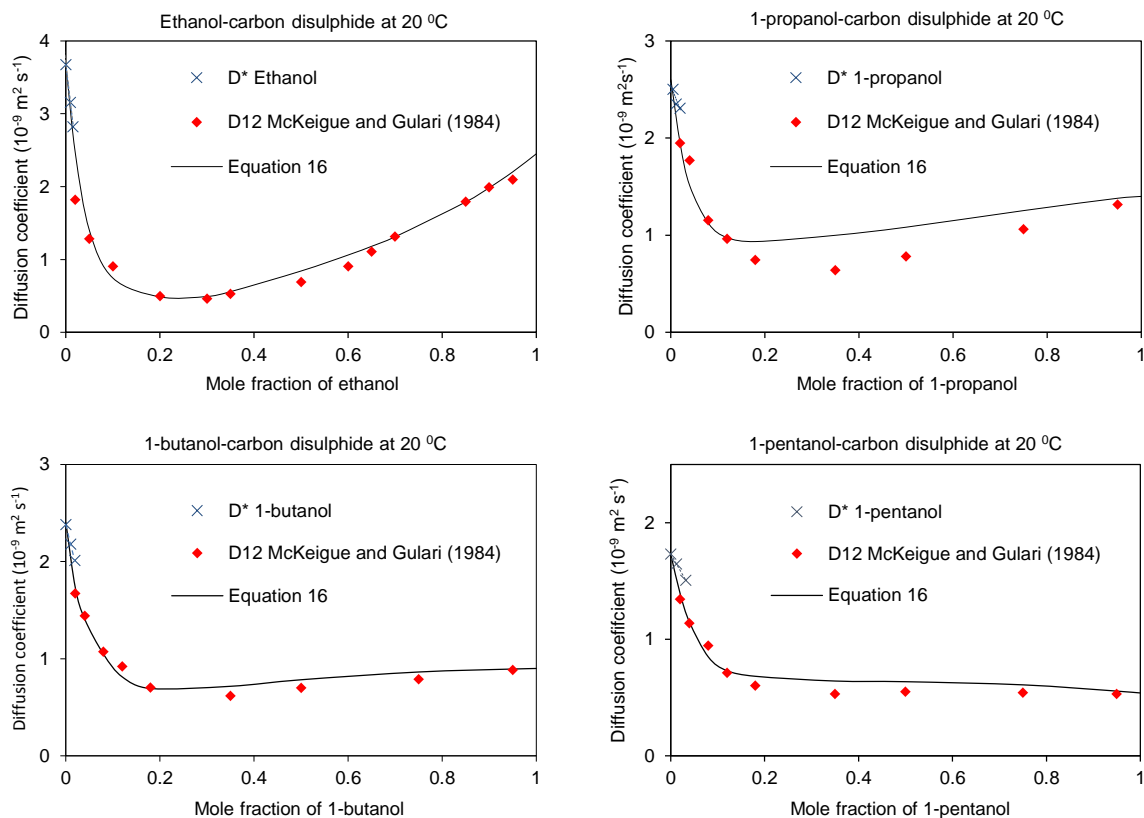 Ethanol-carbon disulphide at 20 ⁰C
Diffusion coefficient (10⁻⁹ m² s⁻¹)
4
3
2
1
0
D* Ethanol
D12 McKeigue and Gulari (1984)
Equation 16
0 0.2 0.4 0.6 0.8 1
Mole fraction of ethanol
1-propanol-carbon disulphide at 20 ⁰C
Diffusion coefficient (10⁻⁹ m² s⁻¹)
3
2
1
0
D* 1-propanol
D12 McKeigue and Gulari (1984)
Equation 16
0 0.2 0.4 0.6 0.8 1
Mole fraction of 1-propanol
1-butanol-carbon disulphide at 20 ⁰C
Diffusion coefficient (10⁻⁹ m² s⁻¹)
3
2
1
0
D* 1-butanol
D12 McKeigue and Gulari (1984)
Equation 16
0 0.2 0.4 0.6 0.8 1
Mole fraction of 1-butanol
1-pentanol-carbon disulphide at 20 ⁰C
Diffusion coefiifcient (10⁻⁹ m² s⁻¹)
2
1
0
D* 1-pentanol
D12 McKeigue and Gulari (1984)
Equation 16
0 0.2 0.4 0.6 0.8 1
Mole fraction of 1-pentanol